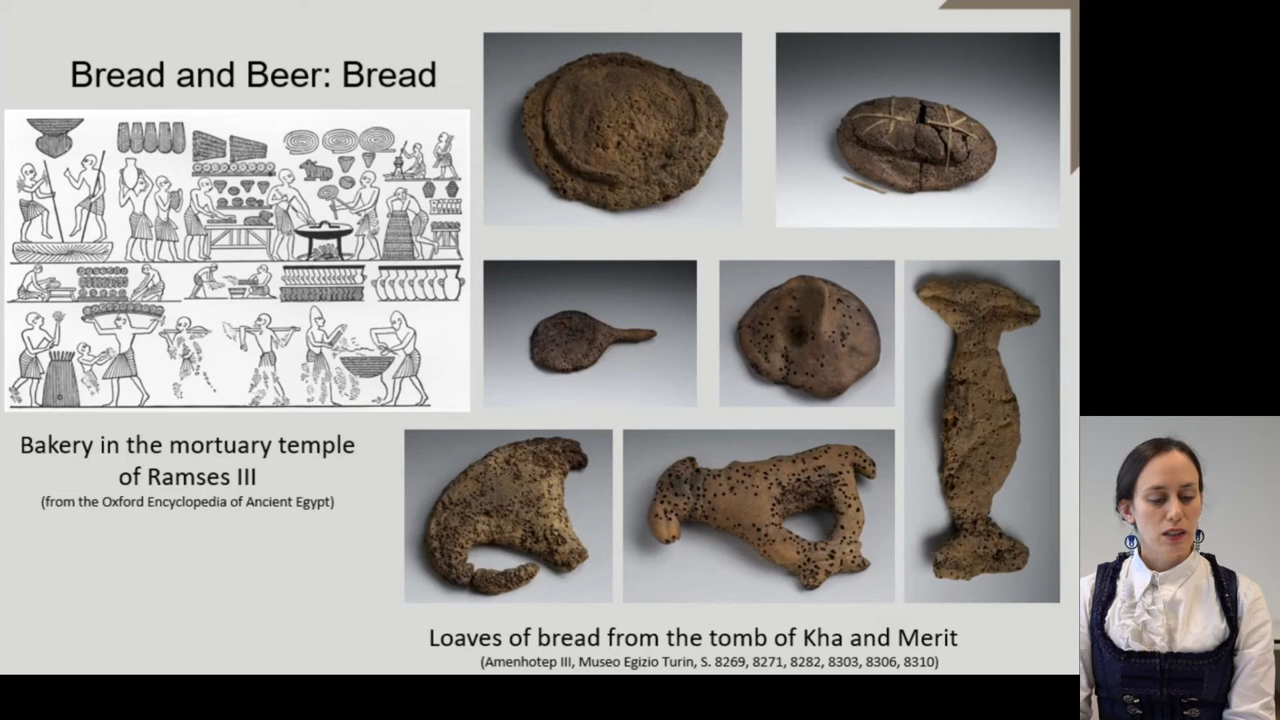 Bread and Beer: Bread
Bakery in the mortuary temple
of Ramses III
(from the Oxford Encyclopedia of Ancient Egypt)
Loaves of bread from the tomb of Kha and Merit
(Amenhotep III, Museo Egizio Turin, S. 8269, 8271, 8282, 8303, 8306, 8310)